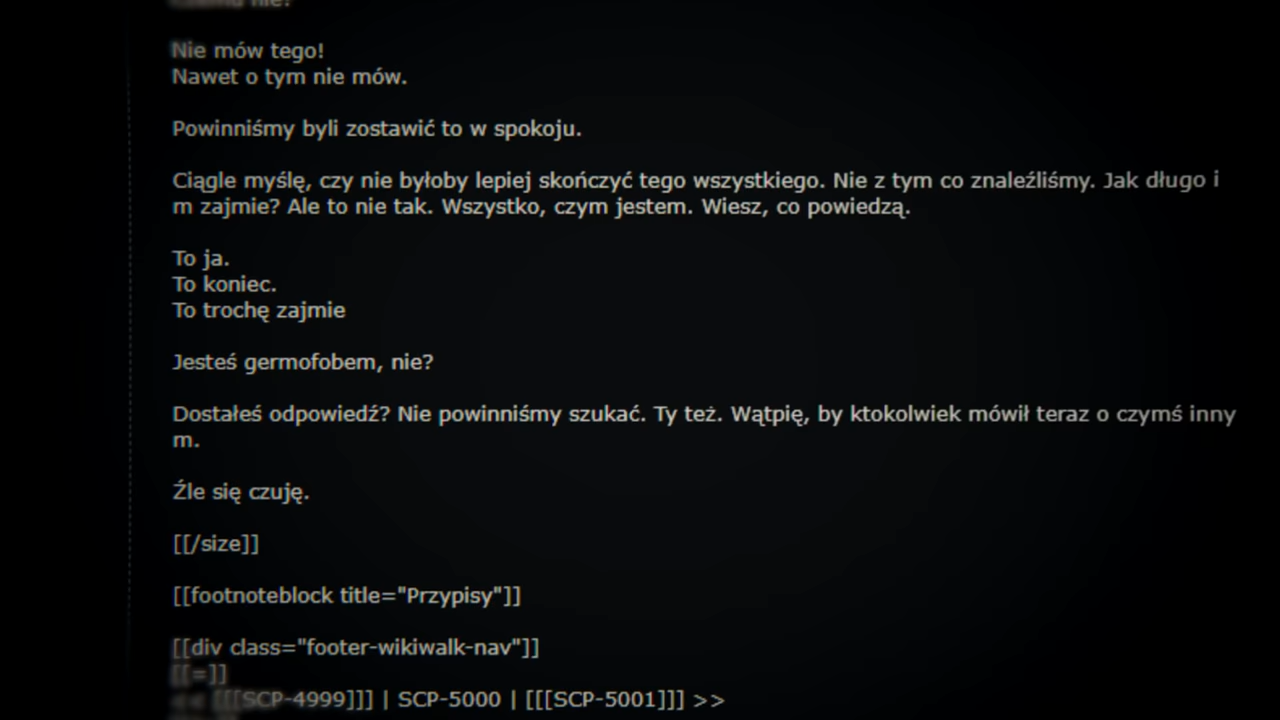 Nie mów tego!
Nawet o tym nie mów.
Powinniśmy byli zostawić to w spokoju.
Ciągle myślę, czy nie byłoby lepiej skończyć tego wszystkiego. Nie z tym co znaleźliśmy. Jak długo i
m zajmie? Ale to nie tak. Wszystko, czym jestem. Wiesz, co powiedzą.
To ja.
To koniec.
To trochę zajmie
Jesteś germofobem, nie?
Dostałeś odpowiedź? Nie powinniśmy szukać. Ty też. Wątpię, by ktokolwiek mówił teraz o czymś inny
m.
Źle się czuję.
[[/size]]
[[footnoteblock title="Przypisy"]]
[[div class="footer-wikiwalk-nav"]]
[[=]]
<< [[[SCP-4999]]] | SCP-5000 | [[[SCP-5001]]] >>